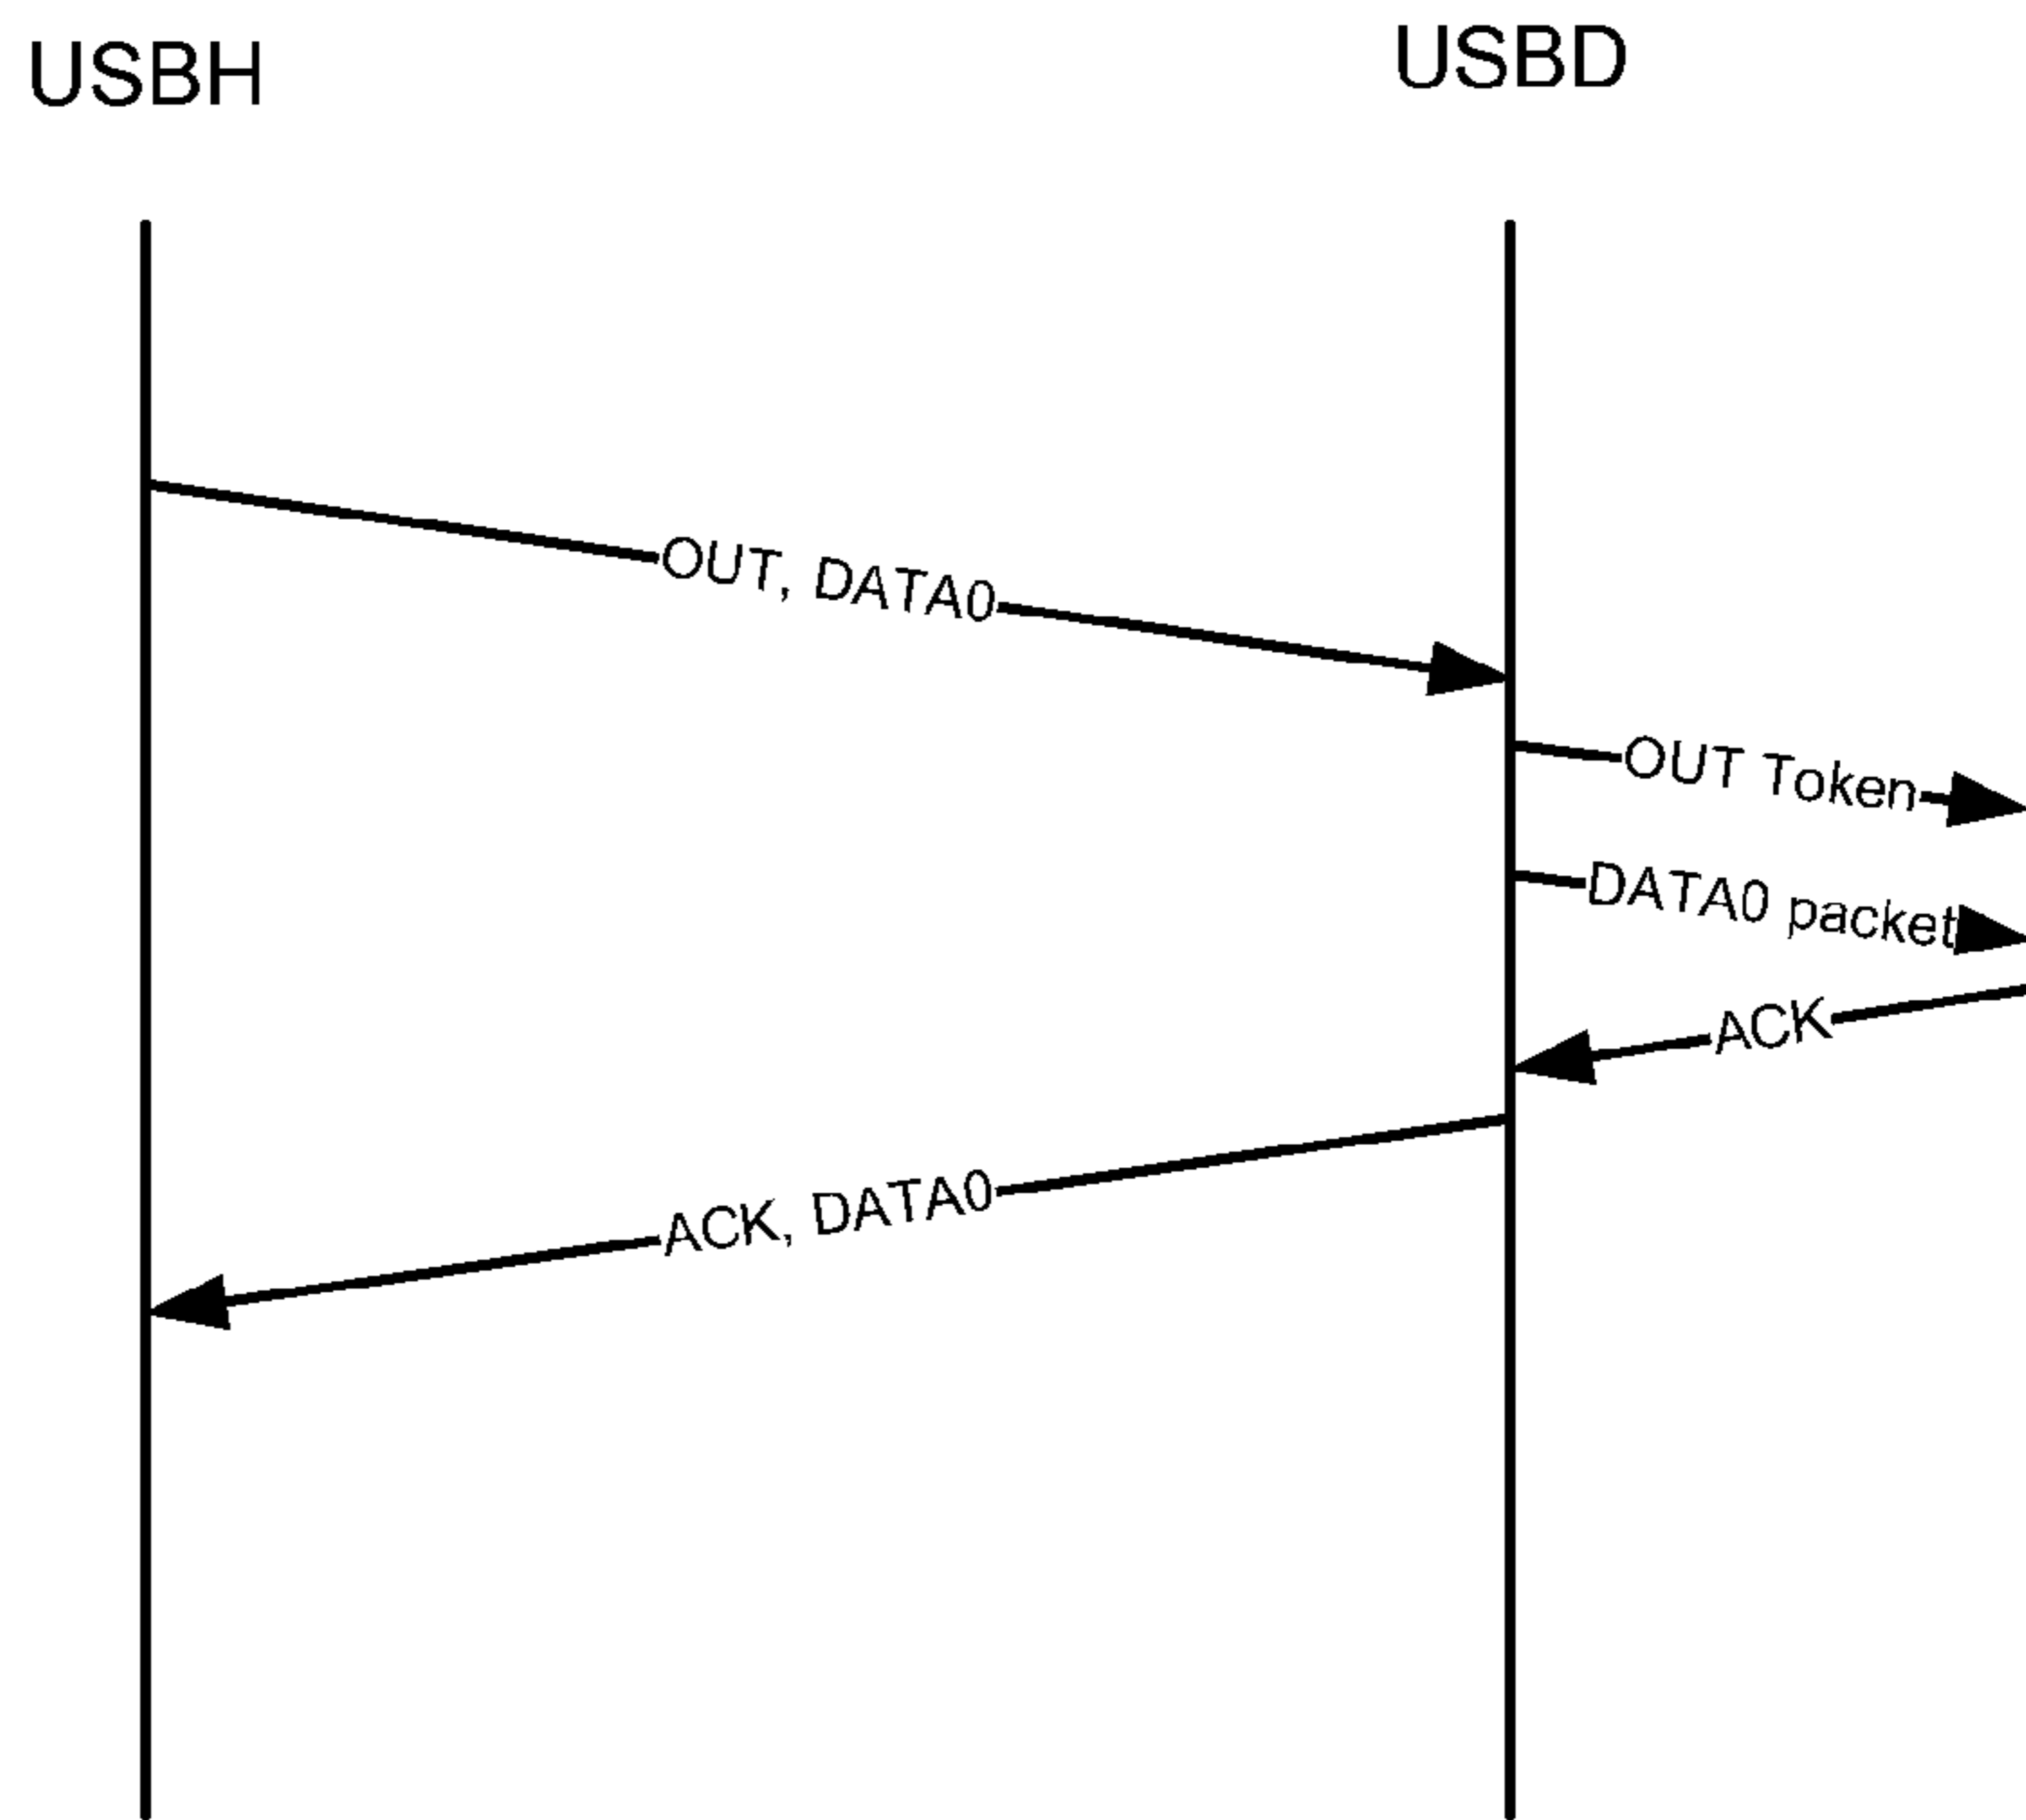 USBH
USBD
OUT, DATA0
OUT Token
DATA0 packet
ACK
ACK, DATA0